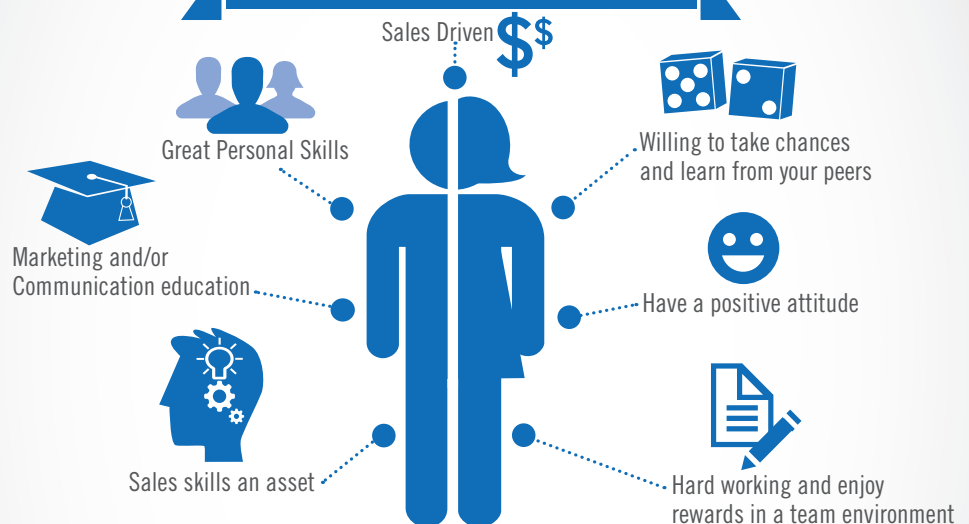 Sales Driven $$
Great Personal Skills
Willing to take chances
and learn from your peers
Marketing and/or
Communication education
Have a positive attitude
Sales skills an asset
Hard working and enjoy
rewards in a team environment